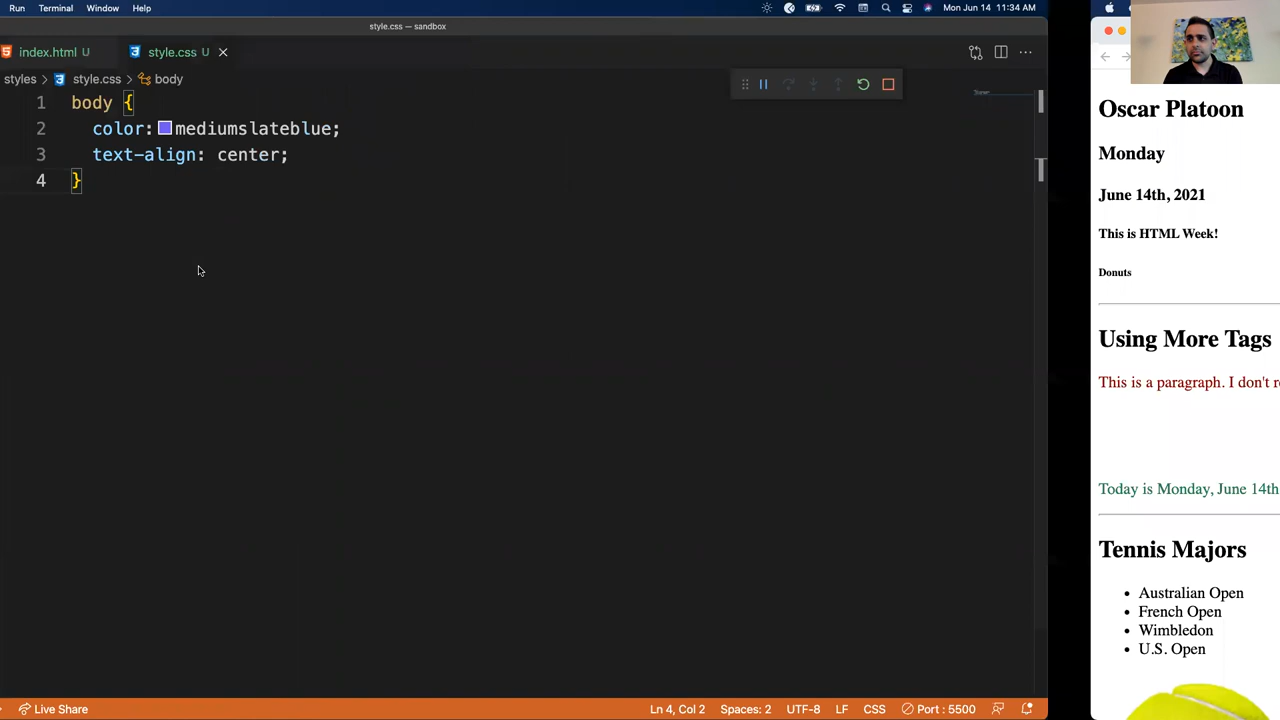 Run Terminal Window Help Mon Jun 14 11:34 AM
style.css — sandbox
index.html U style.css U
styles > style.css > body
1 body {
2 color: mediumslateblue;
3 text-align: center;
4 }
Live Share Ln 4, Col 2 Spaces: 2 UTF-8 LF CSS Port : 5500
Oscar Platoon
Monday
June 14th, 2021
This is HTML Week!
Donuts
Using More Tags
This is a paragraph. I don't r
Today is Monday, June 14th
Tennis Majors
• Australian Open
• French Open
• Wimbledon
• U.S. Open